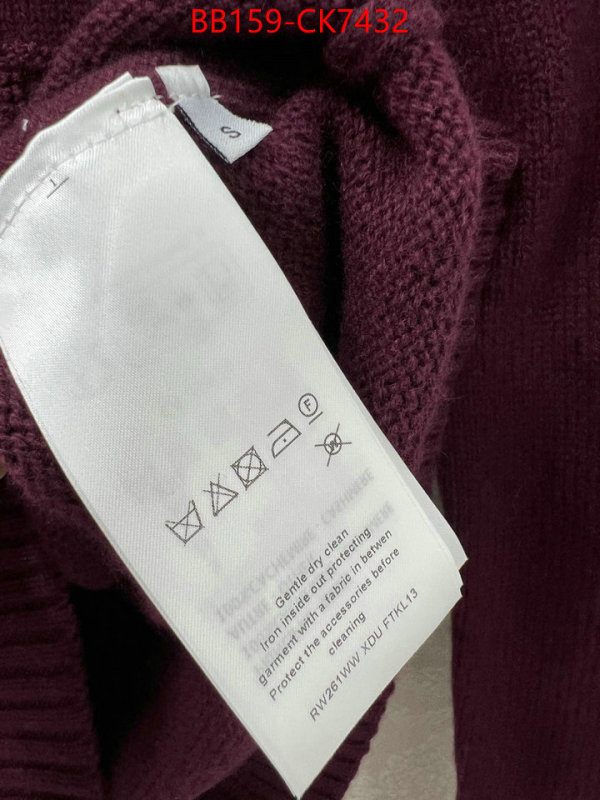 BB159-CK7432
S
F
W
Gentle dry clean
Iron inside out protecting
garment with a fabric in betwen
Protect the accessories before
cleaning
RW261WW XDU FTKL13